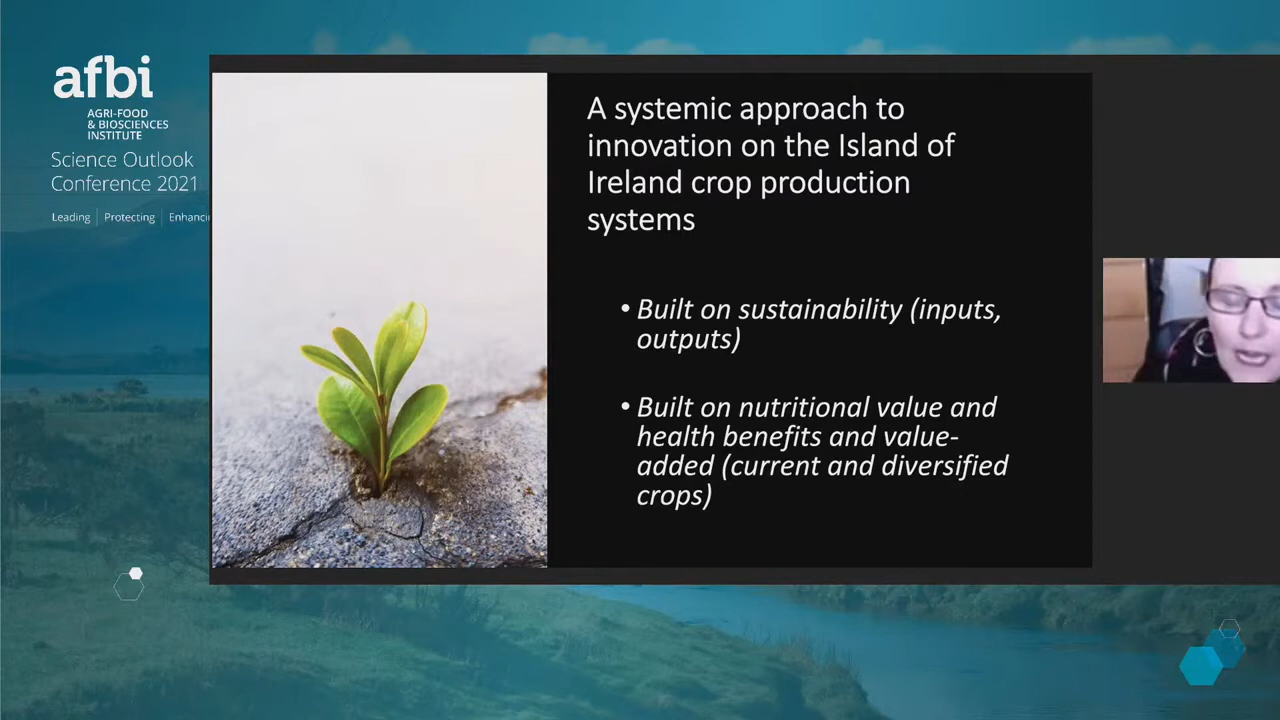 afbi
AGRI-FOOD
& BIOSCIENCES
INSTITUTE
Science Outlook
Conference 2021
Leading | Protecting | Enhancin
A systemic approach to
innovation on the Island of
Ireland crop production
systems
• Built on sustainability (inputs,
outputs)
• Built on nutritional value and
health benefits and value-
added (current and diversified
crops)